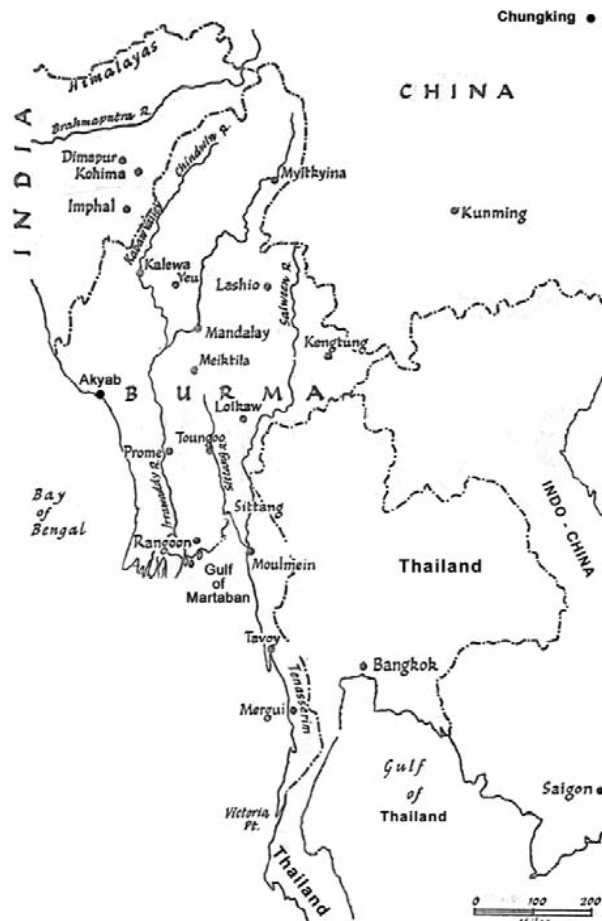 Chungking
Himalayas
CHINA
INDIA
Brahmaputra R.
Chindwin R.
Dimapur
Kohima
Myitkyina
Imphal
Kunming
Kabaw Valley
Kalewa
Yeu
Lashio
Salween R.
Mandalay
Kengtung
Meiktila
Akyab
BURMA
Loikaw
Toungoo
Prome
Irrawaddy R.
Sittang R.
Bay
of
Bengal
Sittang
INDO - CHINA
Rangoon
Moulmein
Gulf
of
Martaban
Thailand
Tavoy
Bangkok
Tenasserim
Mergui
Gulf
of
Thailand
Saigon
Victoria
Pt.
Thailand
0 100 200
Miles